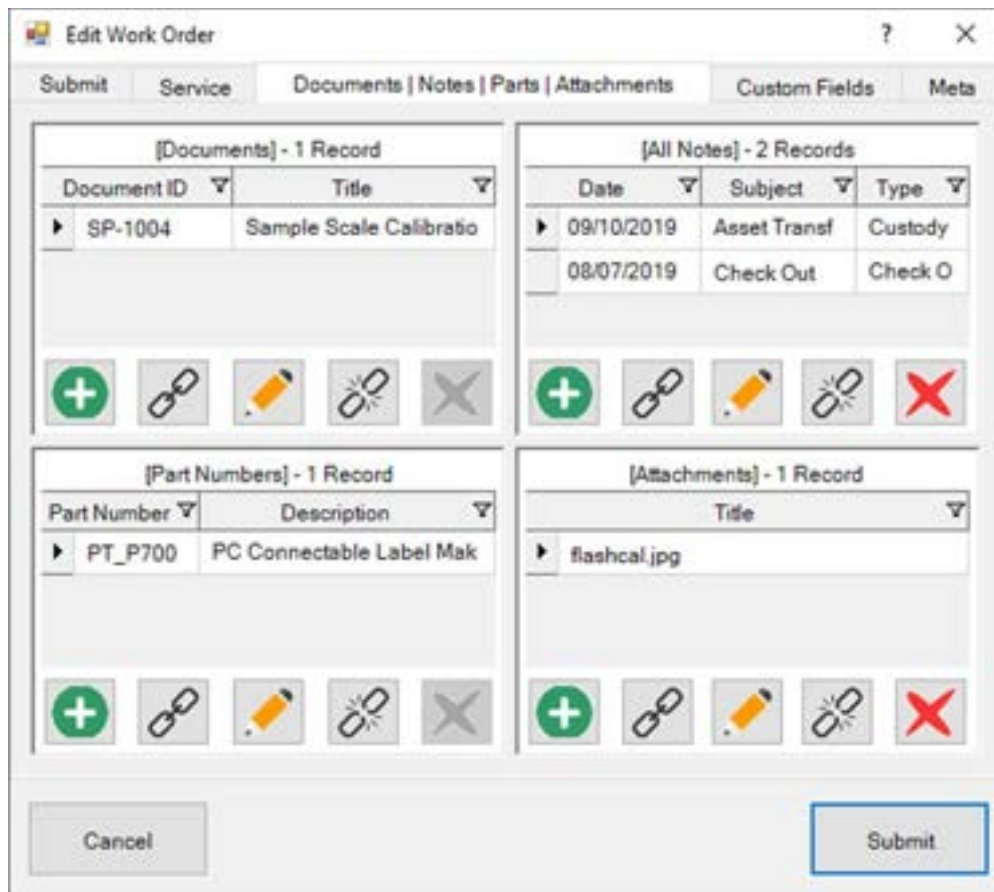 Edit Work Order ?
Submit Service Documents | Notes | Parts | Attachments Custom Fields Meta
[Documents] - 1 Record
Document ID Title
SP-1004 Sample Scale Calibratio
[All Notes] - 2 Records
Date Subject Type
09/10/2019 Asset Transf Custody
08/07/2019 Check Out Check O
[Part Numbers] - 1 Record
Part Number Description
PT_P700 PC Connectable Label Mak
[Attachments] - 1 Record
Title
flashcal.jpg
Cancel Submit